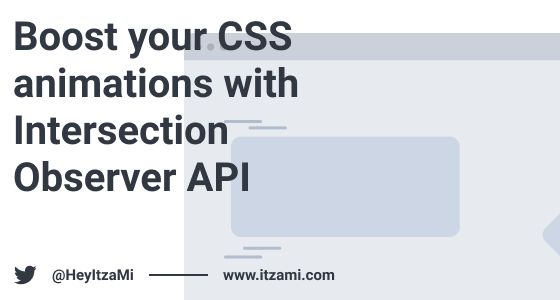 Boost your CSS
animations with
Intersection
Observer API
@HeyItzaMi
www.itzami.com